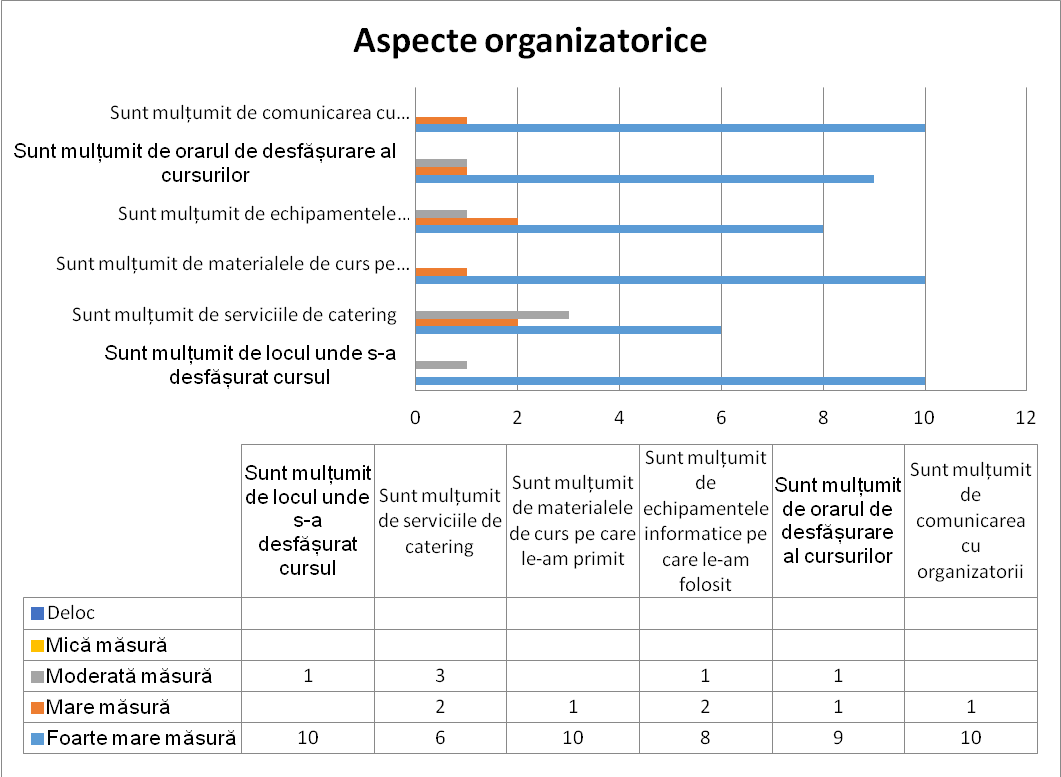 Aspecte organizatorice
Sunt mulțumit de comunicarea cu...
Sunt mulțumit de orarul de desfășurare al
cursurilor
Sunt mulțumit de echipamentele...
Sunt mulțumit de materialele de curs pe...
Sunt mulțumit de serviciile de catering
Sunt mulțumit de locul unde s-a
desfășurat cursul
0 2 4 6 8 10 12
Sunt mulțumit
de locul unde
s-a
desfășurat
cursul
Sunt mulțumit
de serviciile de
catering
Sunt mulțumit
de materialele
de curs pe care
le-am primit
Sunt mulțumit
de
echipamentele
informatice pe
care le-am
folosit
Sunt mulțumit
de orarul de
desfășurare
al cursurilor
Sunt mulțumit
de
comunicarea
cu
organizatorii
Deloc
Mică măsură
Moderată măsură 1 3 1 1
Mare măsură 2 1 2 1 1
Foarte mare măsură 10 6 10 8 9 10